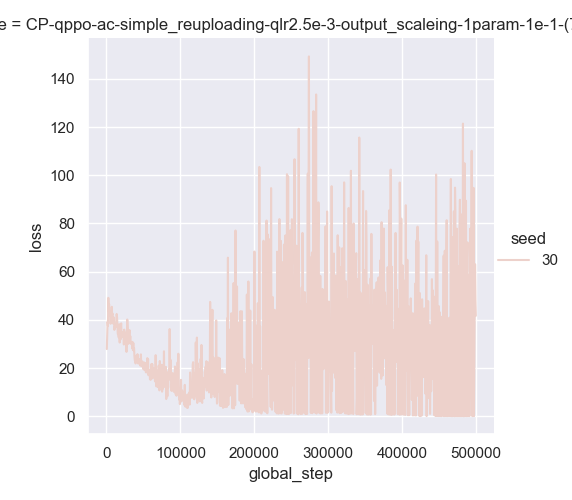 e = CP-qppo-ac-simple_reuploading-qlr2.5e-3-output_scaleing-1param-1e-1-(7
140
120
100
80
60
40
20
0
loss
seed
30
0 100000 200000 300000 400000 500000
global_step